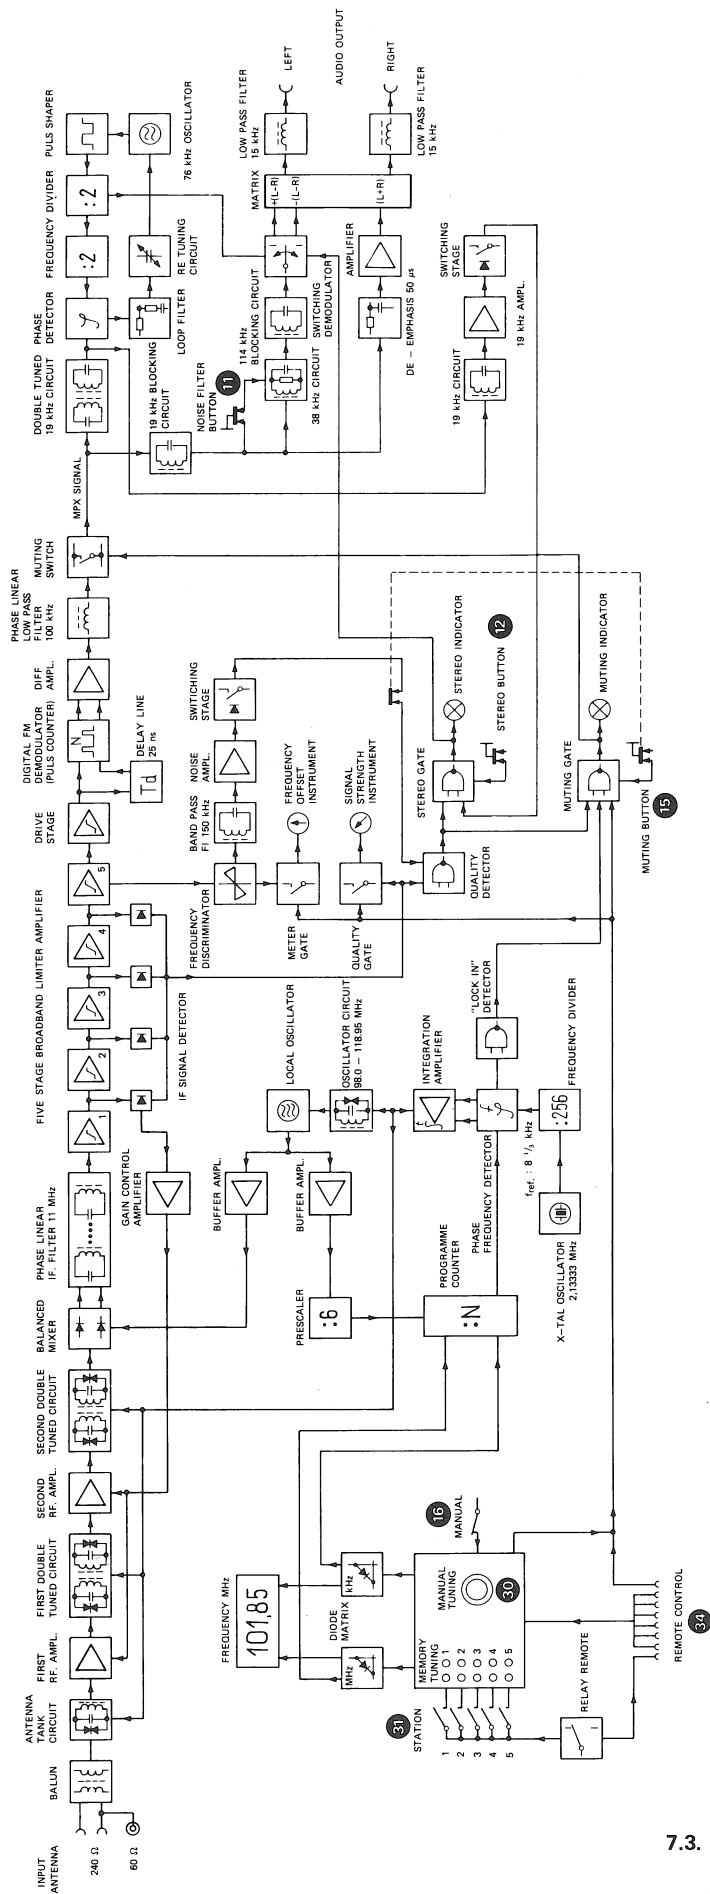 INPUT
ANTENNA
240 Ω
60 Ω
BALUN
ANTENNA
TANK
CIRCUIT
FIRST
RF. AMPL.
FIRST DOUBLE
TUNED CIRCUIT
SECOND
RF. AMPL.
SECOND DOUBLE
TUNED CIRCUIT
BALANCED
MIXER
PHASE LINEAR
IF. FILTER 11 MHz
FIVE STAGE BROADBAND LIMITER AMPLIFIER
1
2
3
4
5
DRIVE
STAGE
DIGITAL FM
DEMODULATOR
(PULS COUNTER)
N
DIFF
AMPL.
PHASE LINEAR
LOW PASS
FILTER
100 kHz
MUTING
SWITCH
MPX SIGNAL
DOUBLE TUNED
19 kHz CIRCUIT
PHASE
DETECTOR
φ
FREQUENCY DIVIDER
:2
:2
PULS SHAPER
GAIN CONTROL
AMPLIFIER
IF SIGNAL DETECTOR
Td
DELAY LINE
25 ns
19 kHz BLOCKING
CIRCUIT
LOOP FILTER
RE TUNING
CIRCUIT
76 kHz OSCILLATOR
NOISE FILTER
BUTTON
11
38 kHz CIRCUIT
114 kHz
BLOCKING CIRCUIT
SWITCHING
DEMODULATOR
MATRIX
+(L-R)
-(L-R)
(L+R)
LOW PASS FILTER
15 kHz
LEFT
AUDIO OUTPUT
RIGHT
LOW PASS FILTER
15 kHz
DE - EMPHASIS 50 µs
AMPLIFIER
19 kHz CIRCUIT
19 kHz AMPL.
SWITCHING
STAGE
FREQUENCY
DISCRIMINATOR
BAND PASS
FI 150 kHz
NOISE
AMPL.
SWITICHING
STAGE
METER
GATE
FREQUENCY
OFFSET
INSTRUMENT
QUALITY
GATE
SIGNAL
STRENGTH
INSTRUMENT
QUALITY
DETECTOR
STEREO GATE
STEREO INDICATOR
STEREO BUTTON
12
MUTING GATE
MUTING INDICATOR
MUTING BUTTON
15
BUFFER AMPL.
BUFFER AMPL.
LOCAL OSCILLATOR
OSCILLATOR CIRCUIT
98.0 - 118.95 MHz
INTEGRATION
AMPLIFIER
PRESCALER
:6
PROGRAMME
COUNTER
:N
PHASE
FREQUENCY DETECTOR
"LOCK IN"
DETECTOR
fref. : 8 1/3 kHz
:256
FREQUENCY DIVIDER
X-TAL OSCILLATOR
2,13333 MHz
FREQUENCY MHz
101,85
DIODE
MATRIX
MHz
kHz
16
MANUAL
MEMORY
TUNING
1
2
3
4
5
MANUAL
TUNING
30
31
STATION
1
2
3
4
5
RELAY REMOTE
REMOTE CONTROL
34
7.3.